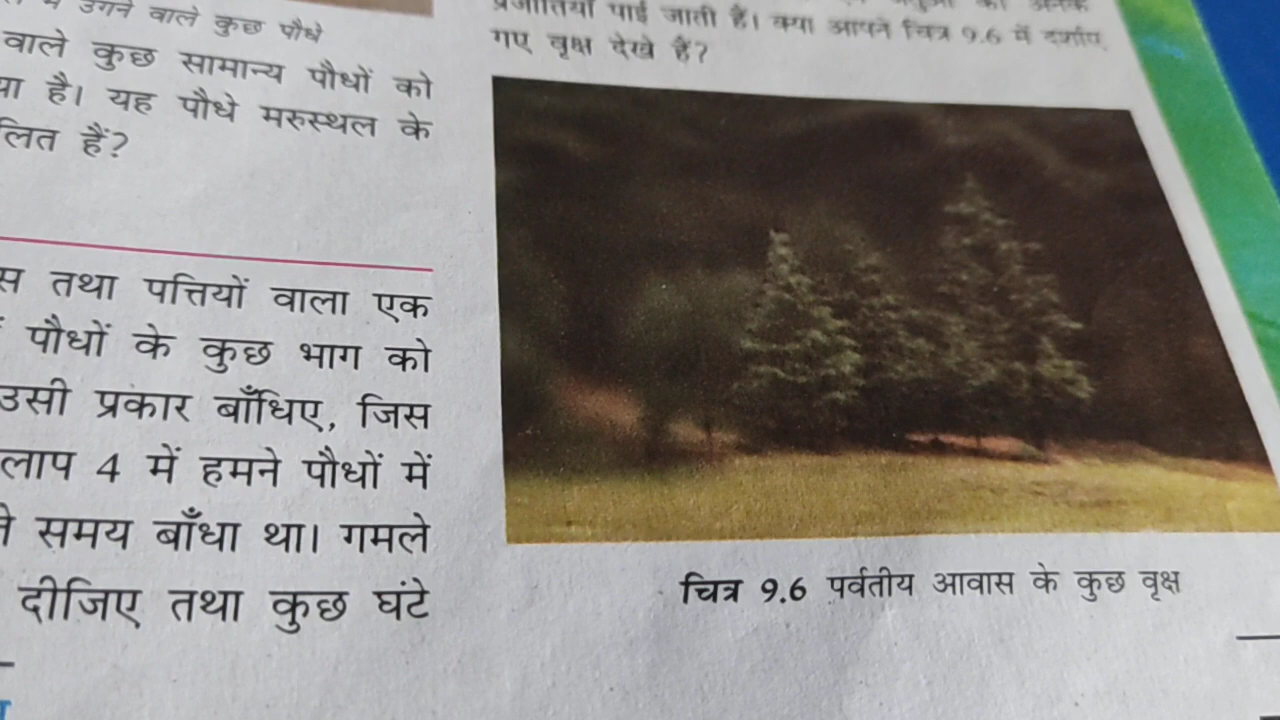 में उगने वाले कुछ पौधे
वाले कुछ सामान्य पौधों को
या है। यह पौधे मरुस्थल के
लित हैं?
स तथा पत्तियों वाला एक
पौधों के कुछ भाग को
उसी प्रकार बाँधिए, जिस
लाप 4 में हमने पौधों में
समय बाँधा था। गमले
दीजिए तथा कुछ घंटे
प्रजातियाँ पाई जाती हैं। क्या आपने चित्र 9.6 में दर्शाए
गए वृक्ष देखे हैं?
चित्र 9.6 पर्वतीय आवास के कुछ वृक्ष